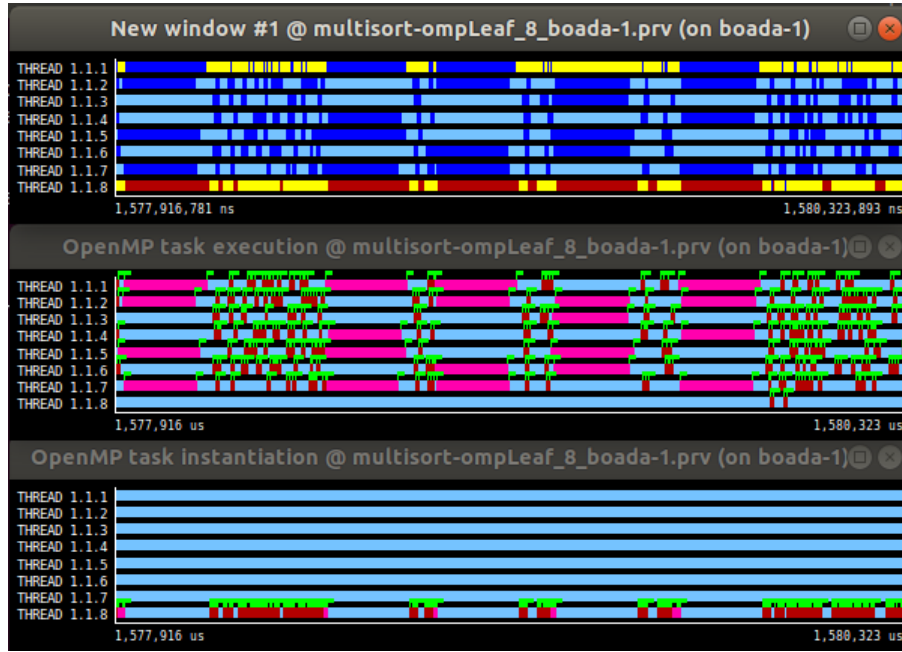 New window #1 @ multisort-ompLeaf_8_boada-1.prv (on boada-1)
THREAD 1.1.1
THREAD 1.1.2
THREAD 1.1.3
THREAD 1.1.4
THREAD 1.1.5
THREAD 1.1.6
THREAD 1.1.7
THREAD 1.1.8
1,577,916,781 ns 1,580,323,893 ns
OpenMP task execution @ multisort-ompLeaf_8_boada-1.prv (on boada-1)
THREAD 1.1.1
THREAD 1.1.2
THREAD 1.1.3
THREAD 1.1.4
THREAD 1.1.5
THREAD 1.1.6
THREAD 1.1.7
THREAD 1.1.8
1,577,916 us 1,580,323 us
OpenMP task instantiation @ multisort-ompLeaf_8_boada-1.prv (on boada-1)
THREAD 1.1.1
THREAD 1.1.2
THREAD 1.1.3
THREAD 1.1.4
THREAD 1.1.5
THREAD 1.1.6
THREAD 1.1.7
THREAD 1.1.8
1,577,916 us 1,580,323 us